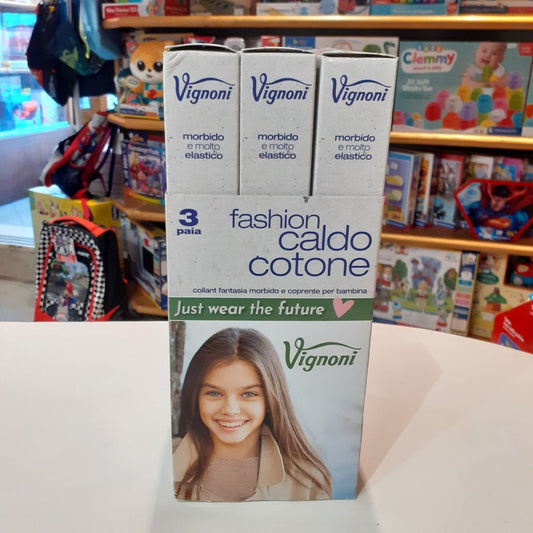 Vignoni
morbido
e molto
elastico
Vignoni
morbido
e molto
elastico
Vignoni
morbido
e molto
elastico
3
paia
fashion
caldo
cotone
collant fantasia morbido e coprente per bambina
Just wear the future
Vignoni
Clemmy